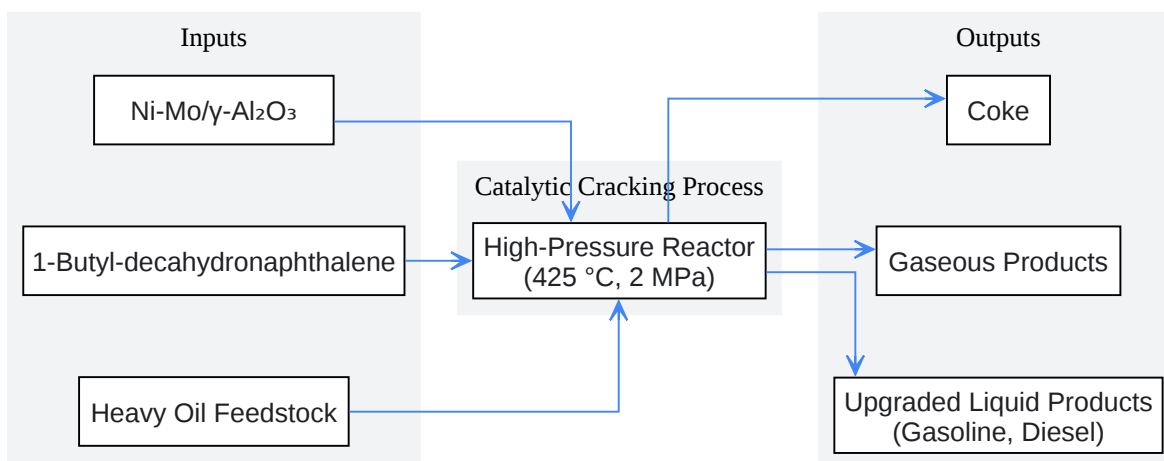 Inputs
Outputs
Ni-Mo/γ-Al₂O₃
Coke
Catalytic Cracking Process
1-Butyl-decahydronaphthalene
High-Pressure Reactor
(425 °C, 2 MPa)
Gaseous Products
Heavy Oil Feedstock
Upgraded Liquid Products
(Gasoline, Diesel)